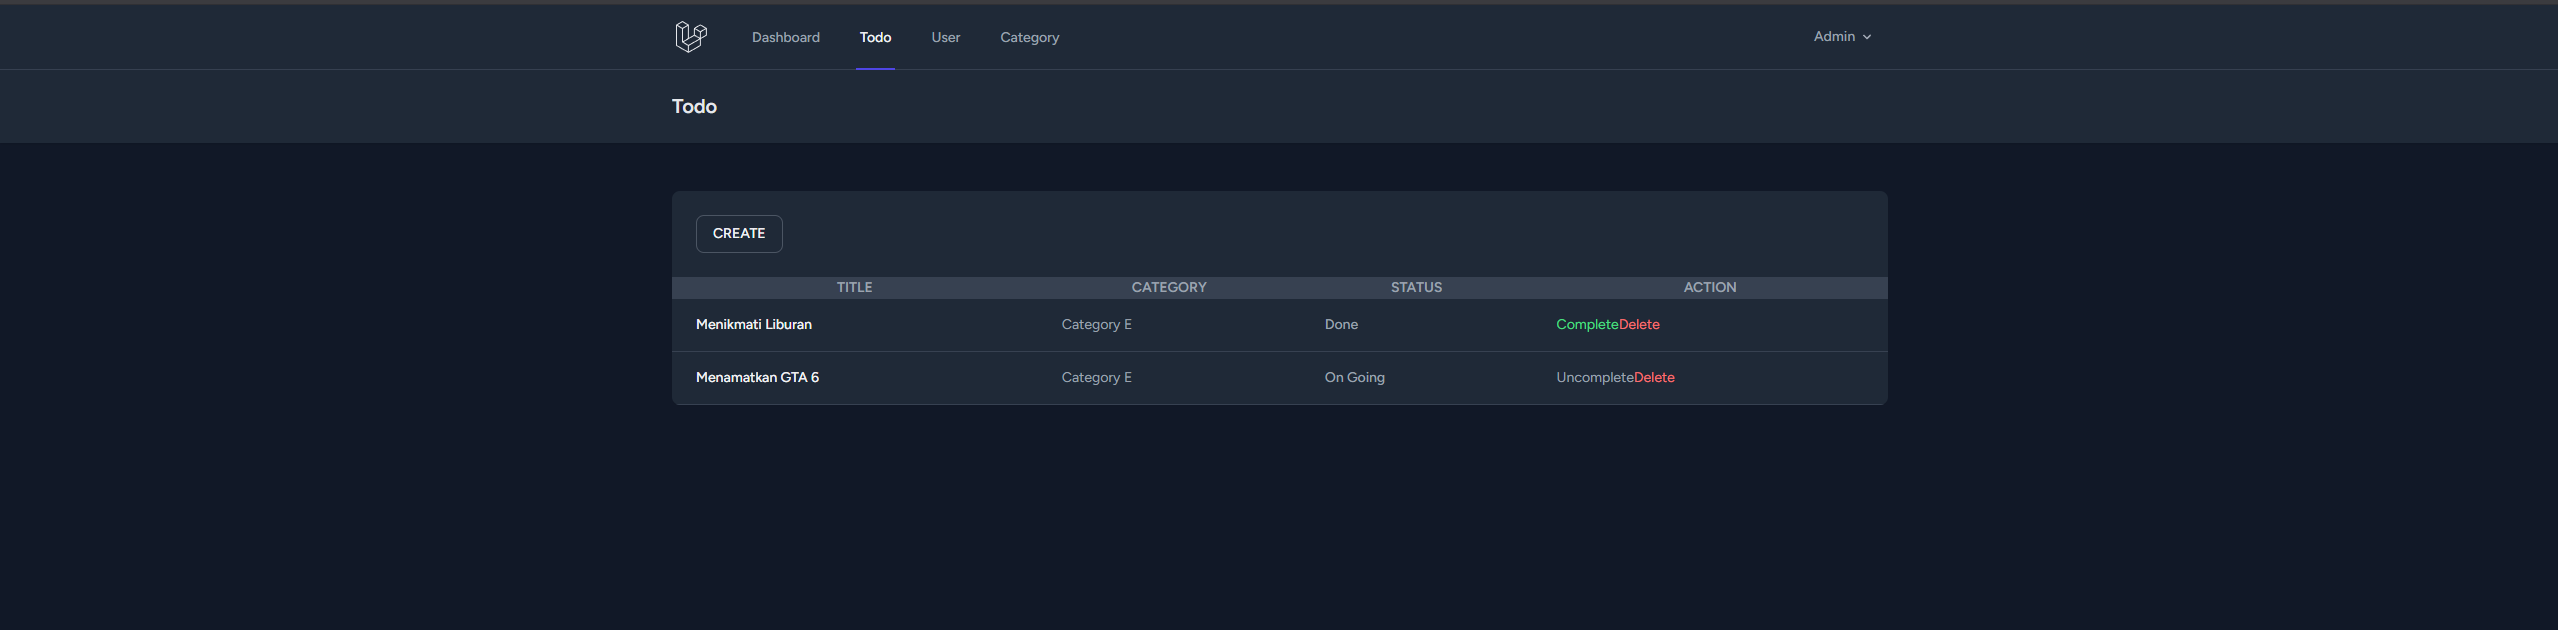 Dashboard Todo User Category Admin
Todo
CREATE
TITLE CATEGORY STATUS ACTION
Menikmati Liburan Category E Done CompleteDelete
Menamatkan GTA 6 Category E On Going UncompleteDelete